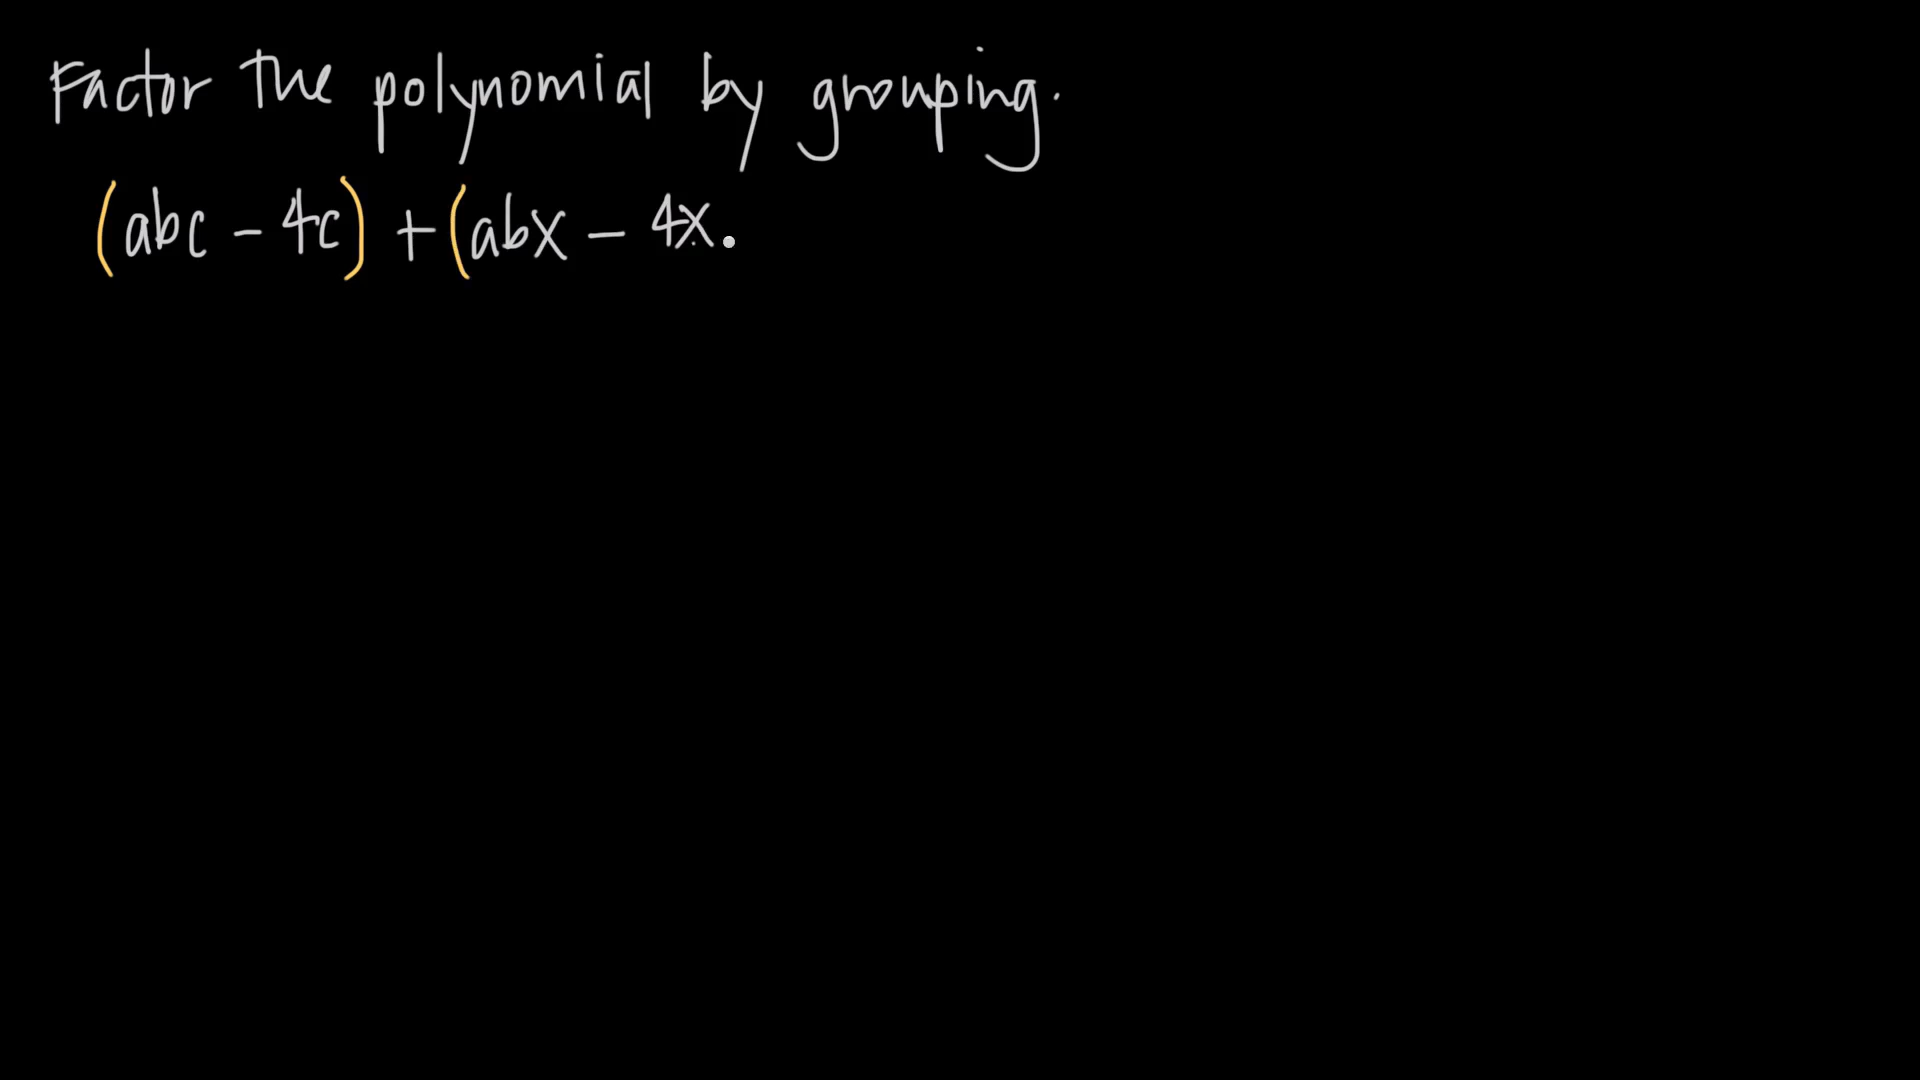 Factor the polynomial by grouping.
(abc - 4c) + (abx - 4x